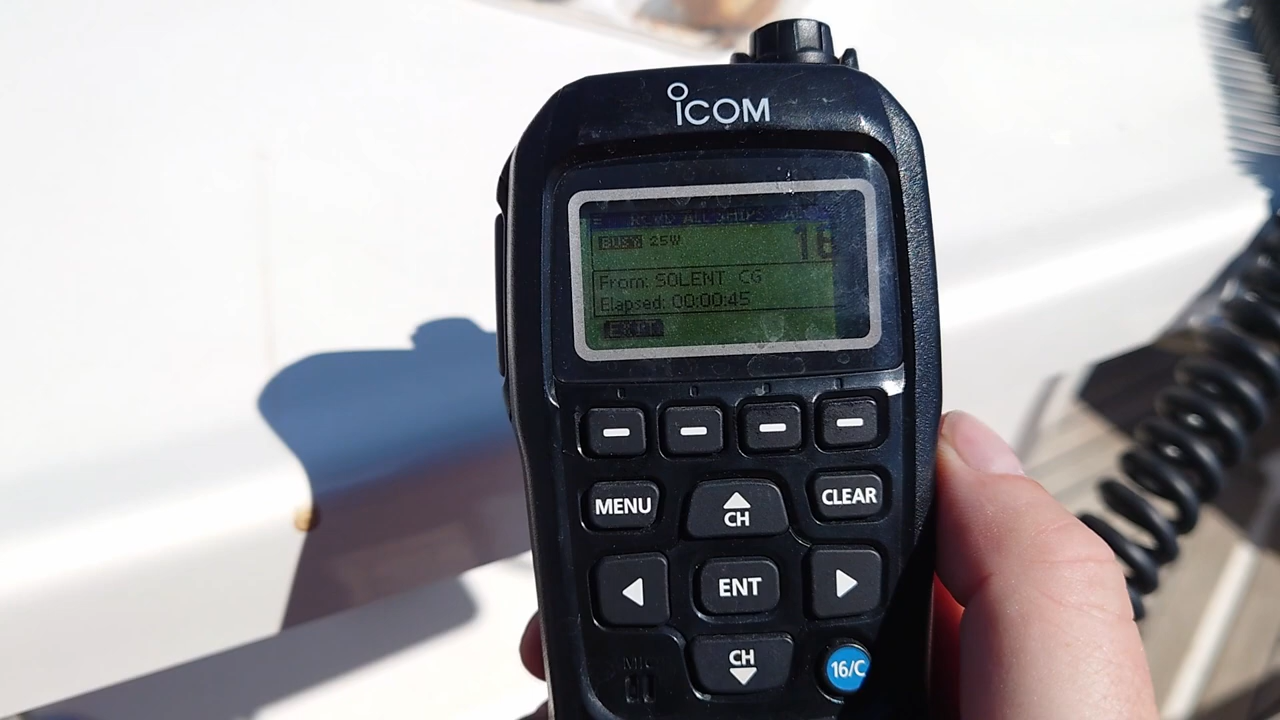 iCOM
RCVD ALL SHIPS CALL
BUSY 25W 16
From: SOLENT CG
Elapsed: 00:00:45
EXIT
MENU CH CLEAR
ENT
CH
MIC
16/C